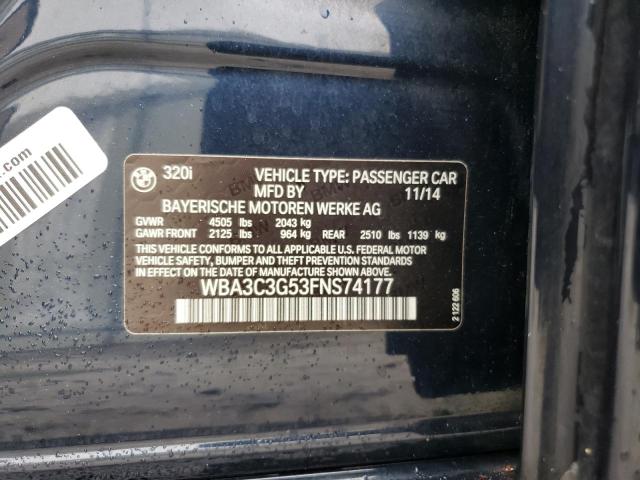 .com
BMW 320i VEHICLE TYPE: PASSENGER CAR
MFD BY 11/14
BAYERISCHE MOTOREN WERKE AG
GVWR 4505 lbs 2043 kg
GAWR FRONT 2125 lbs 964 kg REAR 2510 lbs 1139 kg
THIS VEHICLE CONFORMS TO ALL APPLICABLE U.S. FEDERAL MOTOR
VEHICLE SAFETY, BUMPER AND THEFT PREVENTION STANDARDS
IN EFFECT ON THE DATE OF MANUFACTURE SHOWN ABOVE.
WBA3C3G53FNS74177
2 122 606